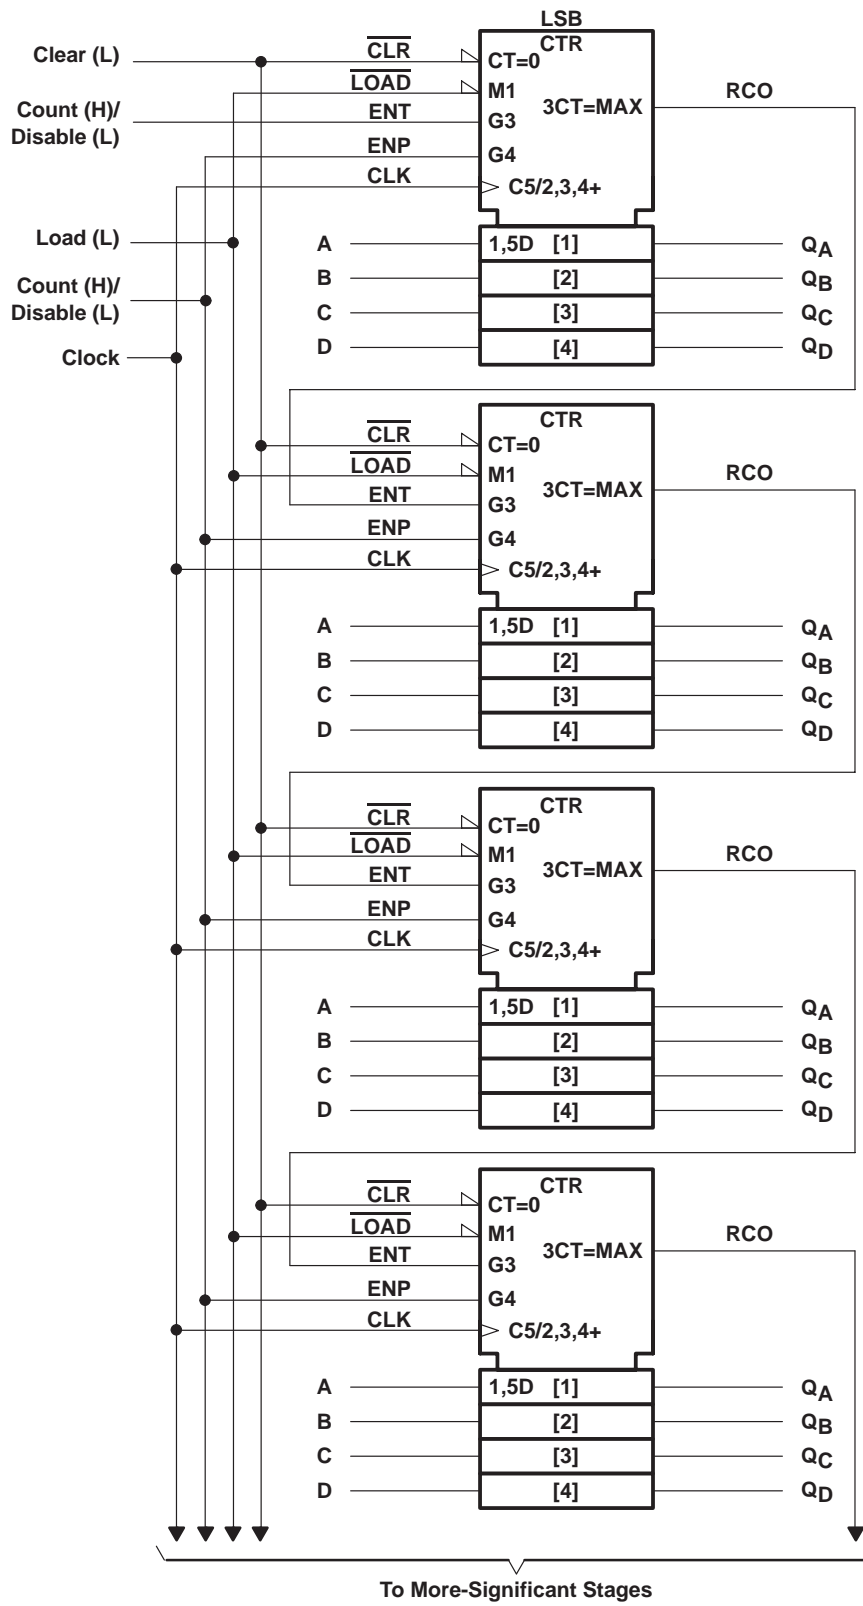 LSB
CTR
Clear (L)
CLR
CT=0
LOAD
M1
3CT=MAX
RCO
Count (H)/
Disable (L)
ENT
G3
ENP
G4
CLK
C5/2,3,4+
Load (L)
A
1,5D [1]
QA
Count (H)/
Disable (L)
B
[2]
QB
C
[3]
QC
Clock
D
[4]
QD
CTR
CLR
CT=0
LOAD
M1
3CT=MAX
RCO
ENT
G3
ENP
G4
CLK
C5/2,3,4+
A
1,5D [1]
QA
B
[2]
QB
C
[3]
QC
D
[4]
QD
CTR
CLR
CT=0
LOAD
M1
3CT=MAX
RCO
ENT
G3
ENP
G4
CLK
C5/2,3,4+
A
1,5D [1]
QA
B
[2]
QB
C
[3]
QC
D
[4]
QD
CTR
CLR
CT=0
LOAD
M1
3CT=MAX
RCO
ENT
G3
ENP
G4
CLK
C5/2,3,4+
A
1,5D [1]
QA
B
[2]
QB
C
[3]
QC
D
[4]
QD
To More-Significant Stages